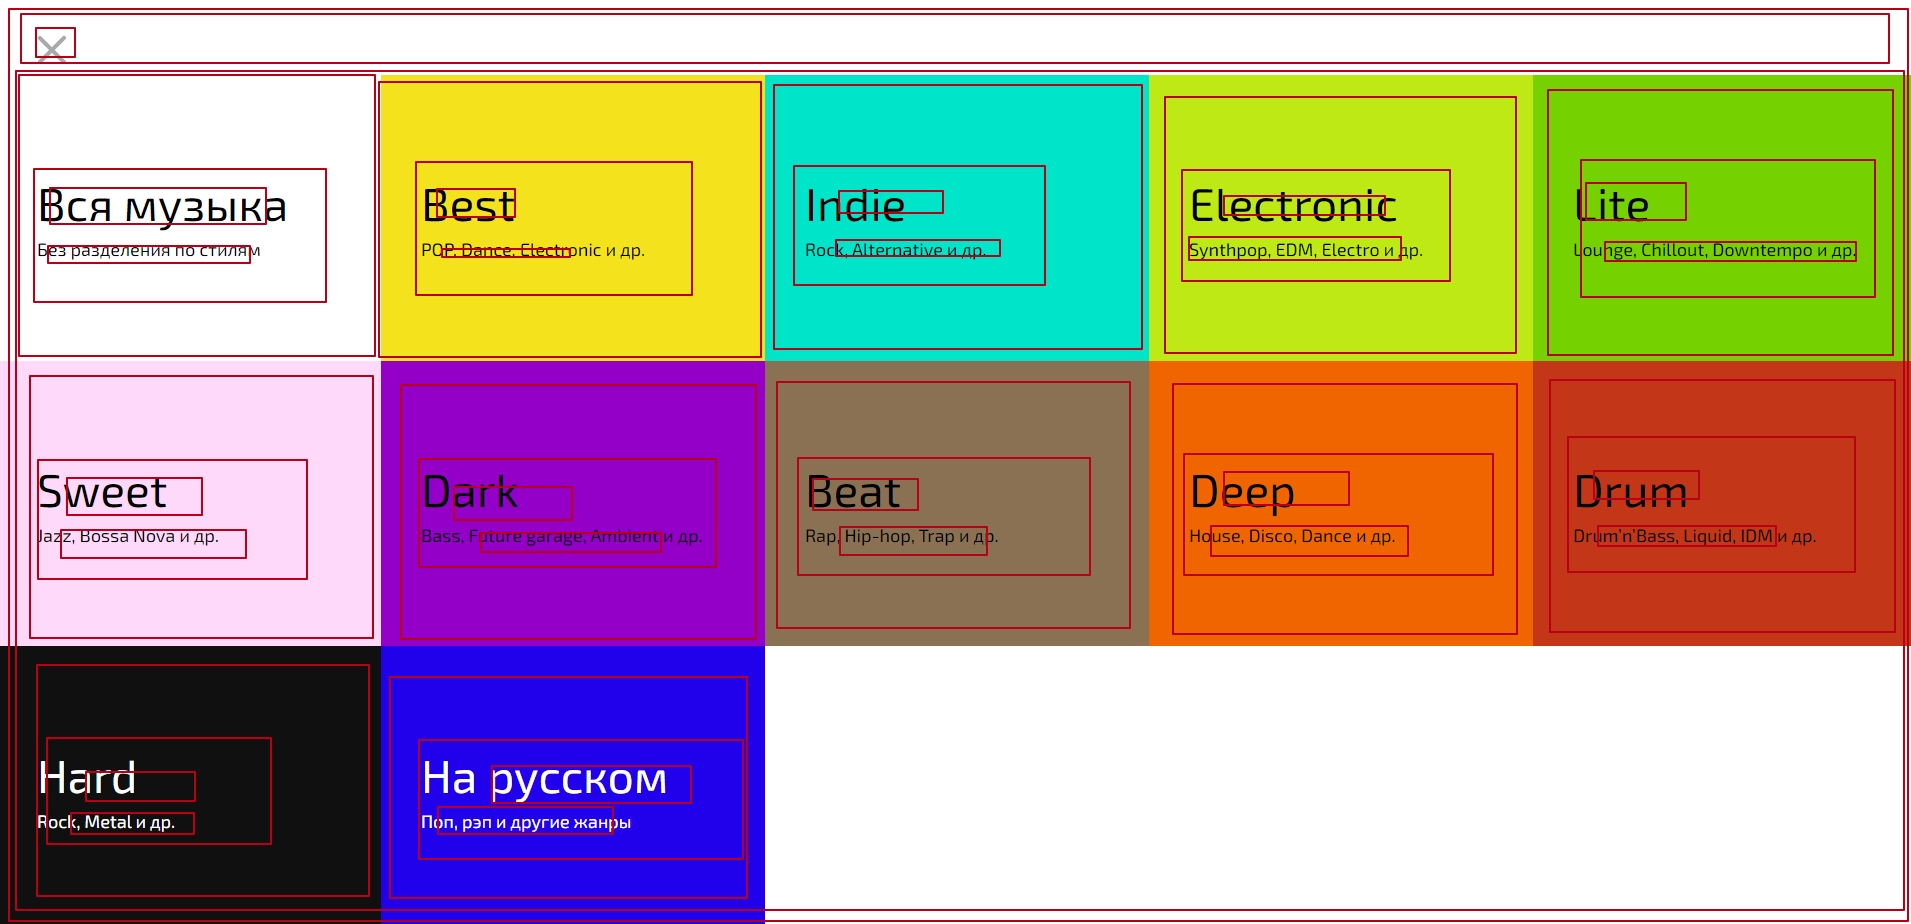 Вся музыка
Без разделения по стилям
Best
POP, Dance, Electronic и др.
Indie
Rock, Alternative и др.
Electronic
Synthpop, EDM, Electro и др.
Lite
Lounge, Chillout, Downtempo и др.
Sweet
Jazz, Bossa Nova и др.
Dark
Bass, Future garage, Ambient и др.
Beat
Rap, Hip-hop, Trap и др.
Deep
House, Disco, Dance и др.
Drum
Drum'n'Bass, Liquid, IDM и др.
Hard
Rock, Metal и др.
На русском
Поп, рэп и другие жанры